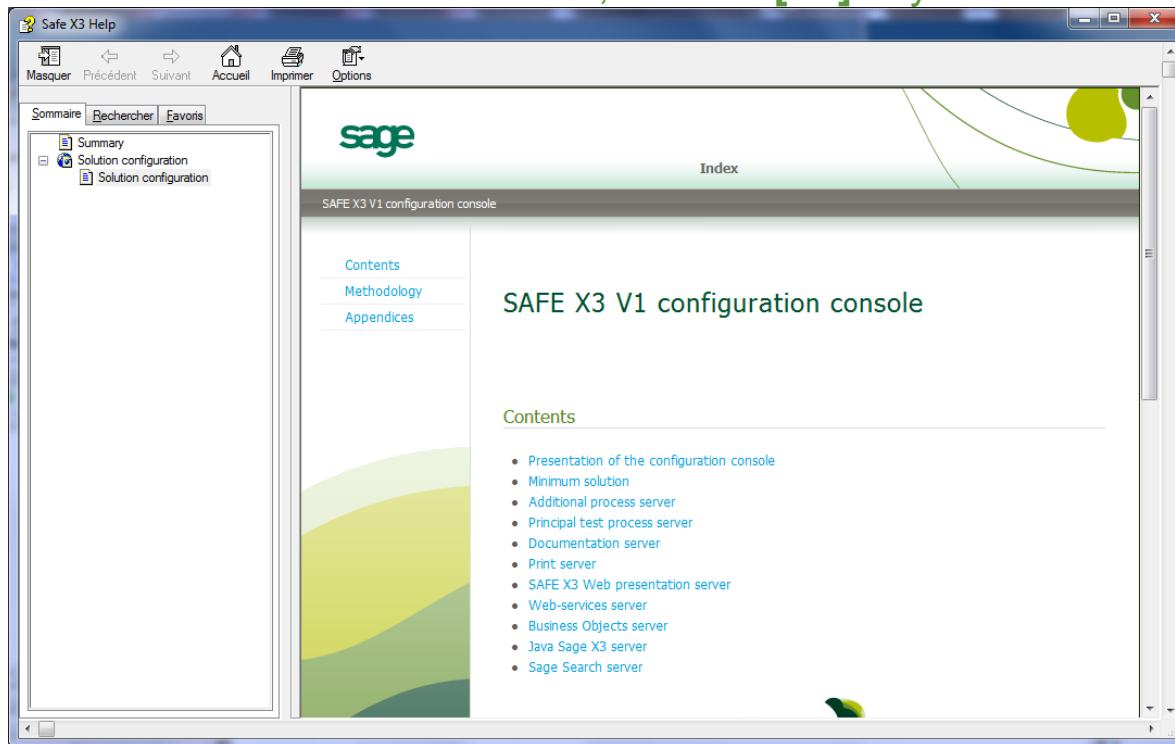 Safe X3 Help
Masquer Précédent Suivant Accueil Imprimer Options
Sommaire Rechercher Favoris
Summary
Solution configuration
Solution configuration
sage
Index
SAFE X3 V1 configuration console
Contents
Methodology
Appendices
SAFE X3 V1 configuration console
Contents
Presentation of the configuration console
Minimum solution
Additional process server
Principal test process server
Documentation server
Print server
SAFE X3 Web presentation server
Web-services server
Business Objects server
Java Sage X3 server
Sage Search server